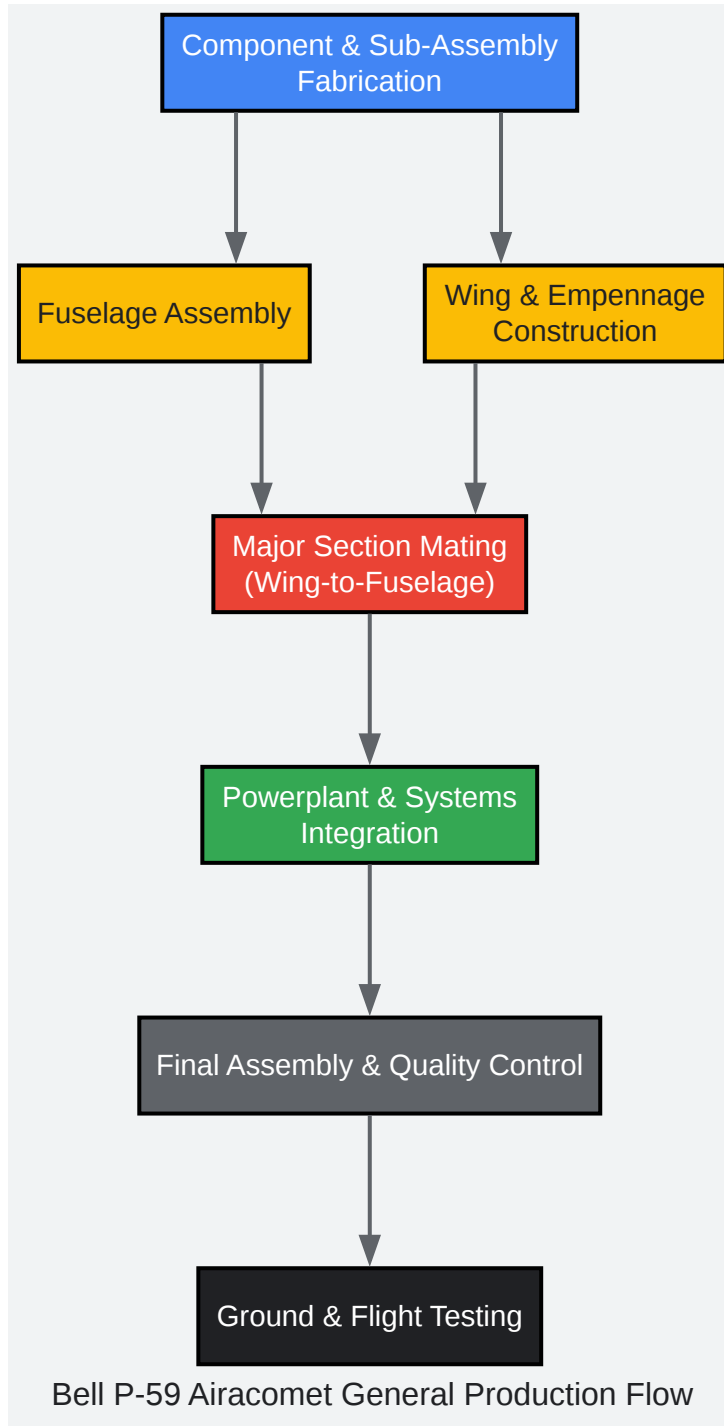 Component & Sub-Assembly
Fabrication
Fuselage Assembly
Wing & Empennage
Construction
Major Section Mating
(Wing-to-Fuselage)
Powerplant & Systems
Integration
Final Assembly & Quality Control
Ground & Flight Testing
Bell P-59 Airacomet General Production Flow